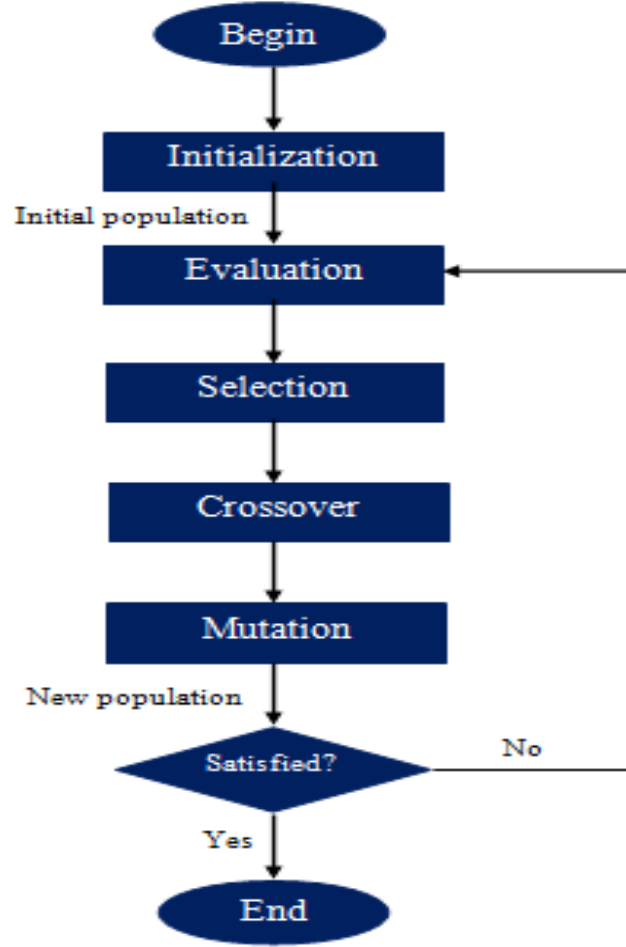 Begin
Initialization
Initial population
Evaluation
Selection
Crossover
Mutation
New population
Satisfied?
No
Yes
End